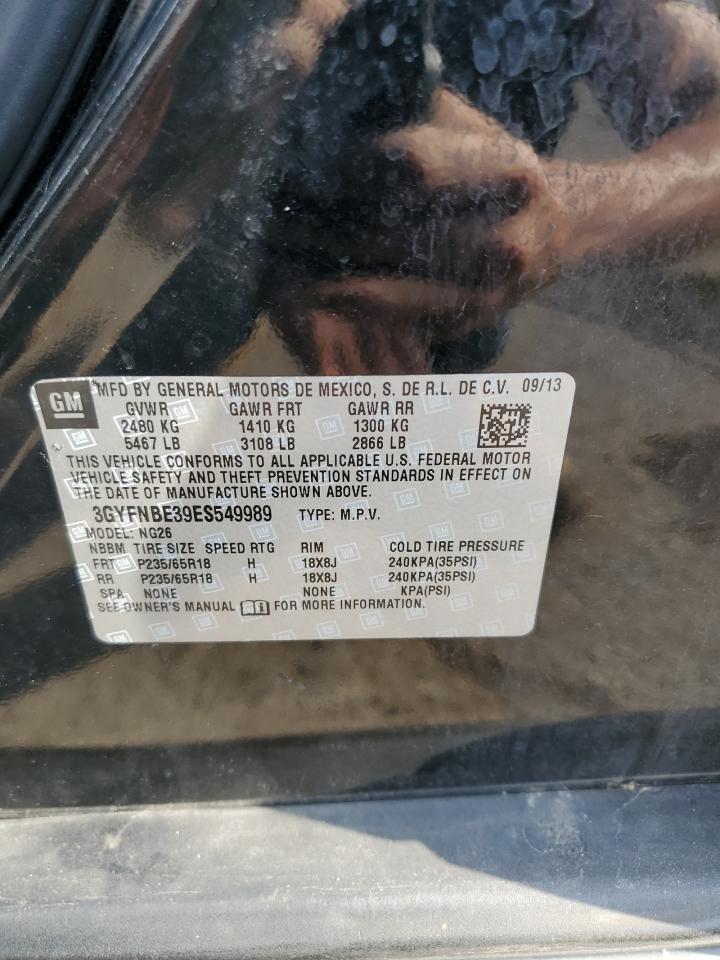 GM
MFD BY GENERAL MOTORS DE MEXICO, S. DE R.L. DE C.V. 09/13
GVWR GAWR FRT GAWR RR
2480 KG 1410 KG 1300 KG
5467 LB 3108 LB 2866 LB
THIS VEHICLE CONFORMS TO ALL APPLICABLE U.S. FEDERAL MOTOR
VEHICLE SAFETY AND THEFT PREVENTION STANDARDS IN EFFECT ON
THE DATE OF MANUFACTURE SHOWN ABOVE.
3GYFNBE39ES549989 TYPE: M.P.V.
MODEL: NG26
NBBM TIRE SIZE SPEED RTG RIM COLD TIRE PRESSURE
FRT P235/65R18 H 18X8J 240KPA(35PSI)
RR P235/65R18 H 18X8J 240KPA(35PSI)
SPA NONE NONE KPA(PSI)
SEE OWNER'S MANUAL FOR MORE INFORMATION.